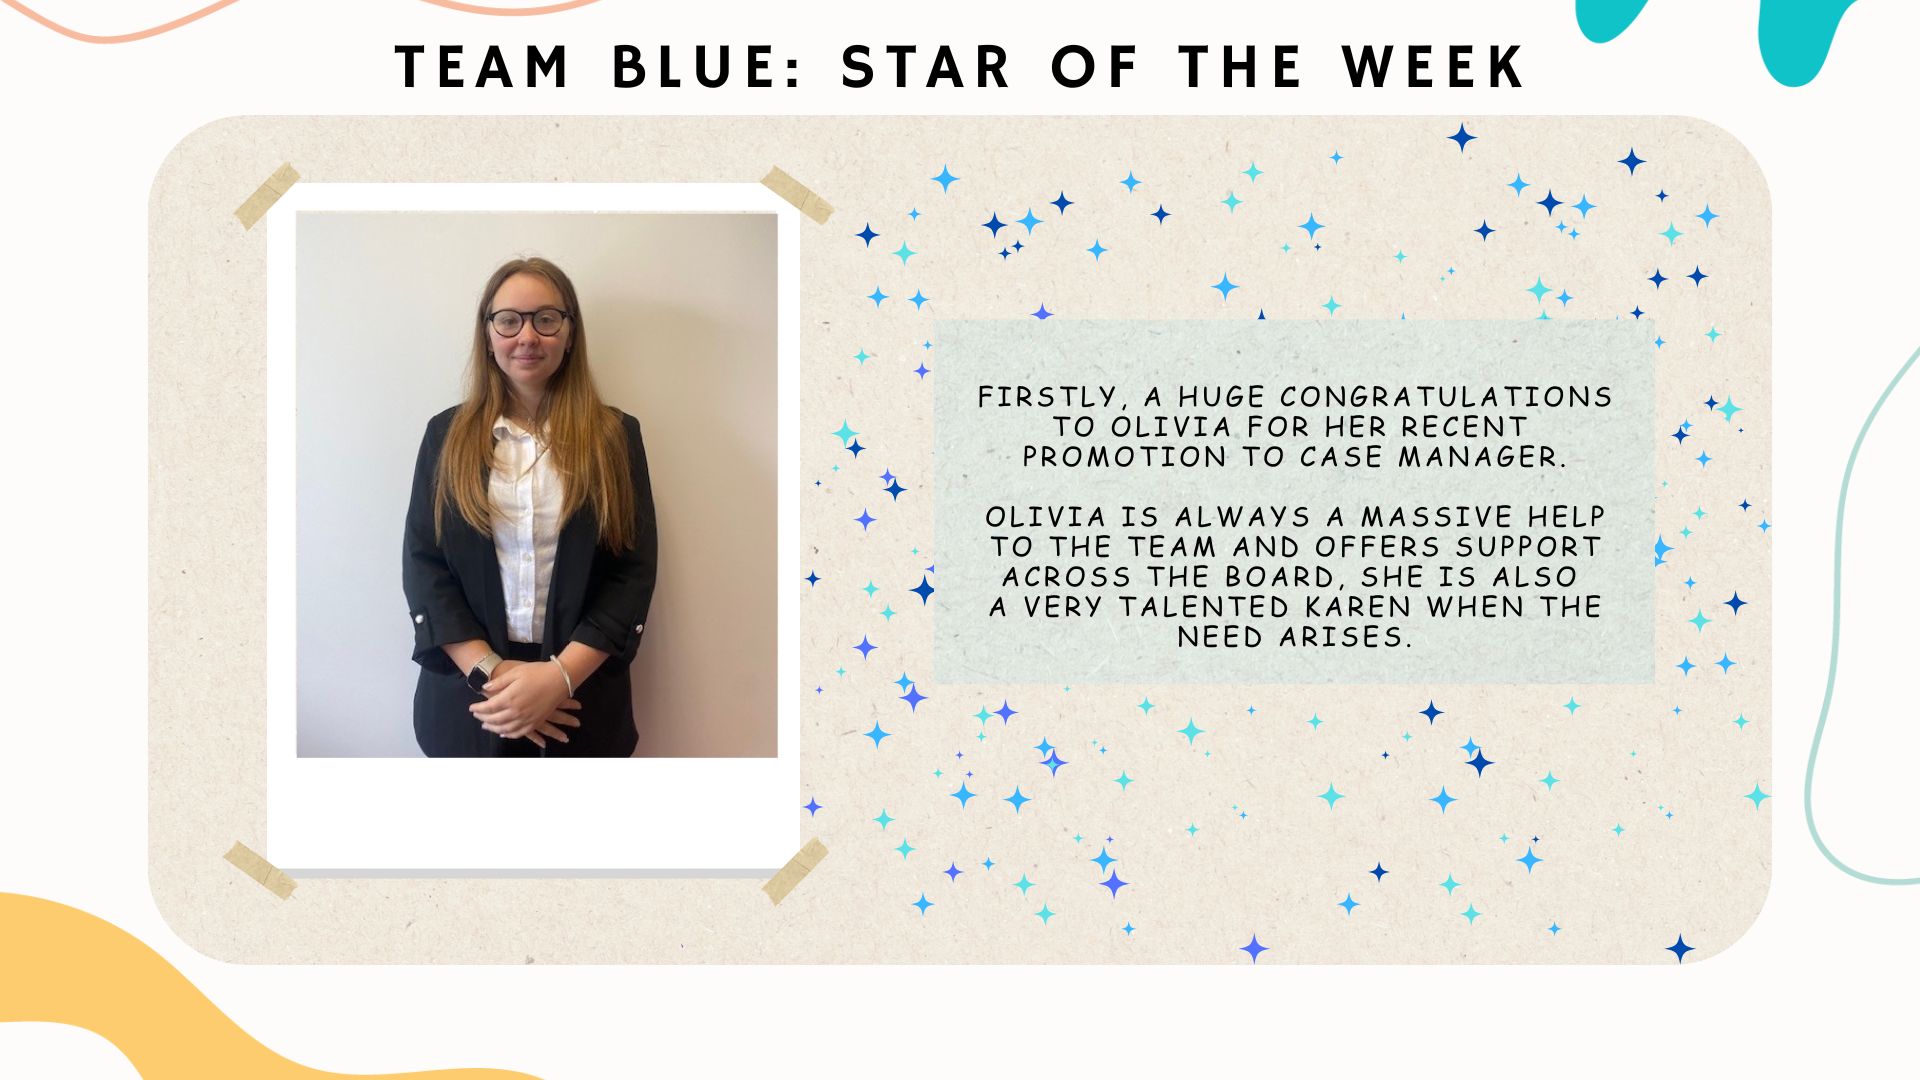 TEAM BLUE: STAR OF THE WEEK
FIRSTLY, A HUGE CONGRATULATIONS
TO OLIVIA FOR HER RECENT
PROMOTION TO CASE MANAGER.
OLIVIA IS ALWAYS A MASSIVE HELP
TO THE TEAM AND OFFERS SUPPORT
ACROSS THE BOARD, SHE IS ALSO
A VERY TALENTED KAREN WHEN THE
NEED ARISES.